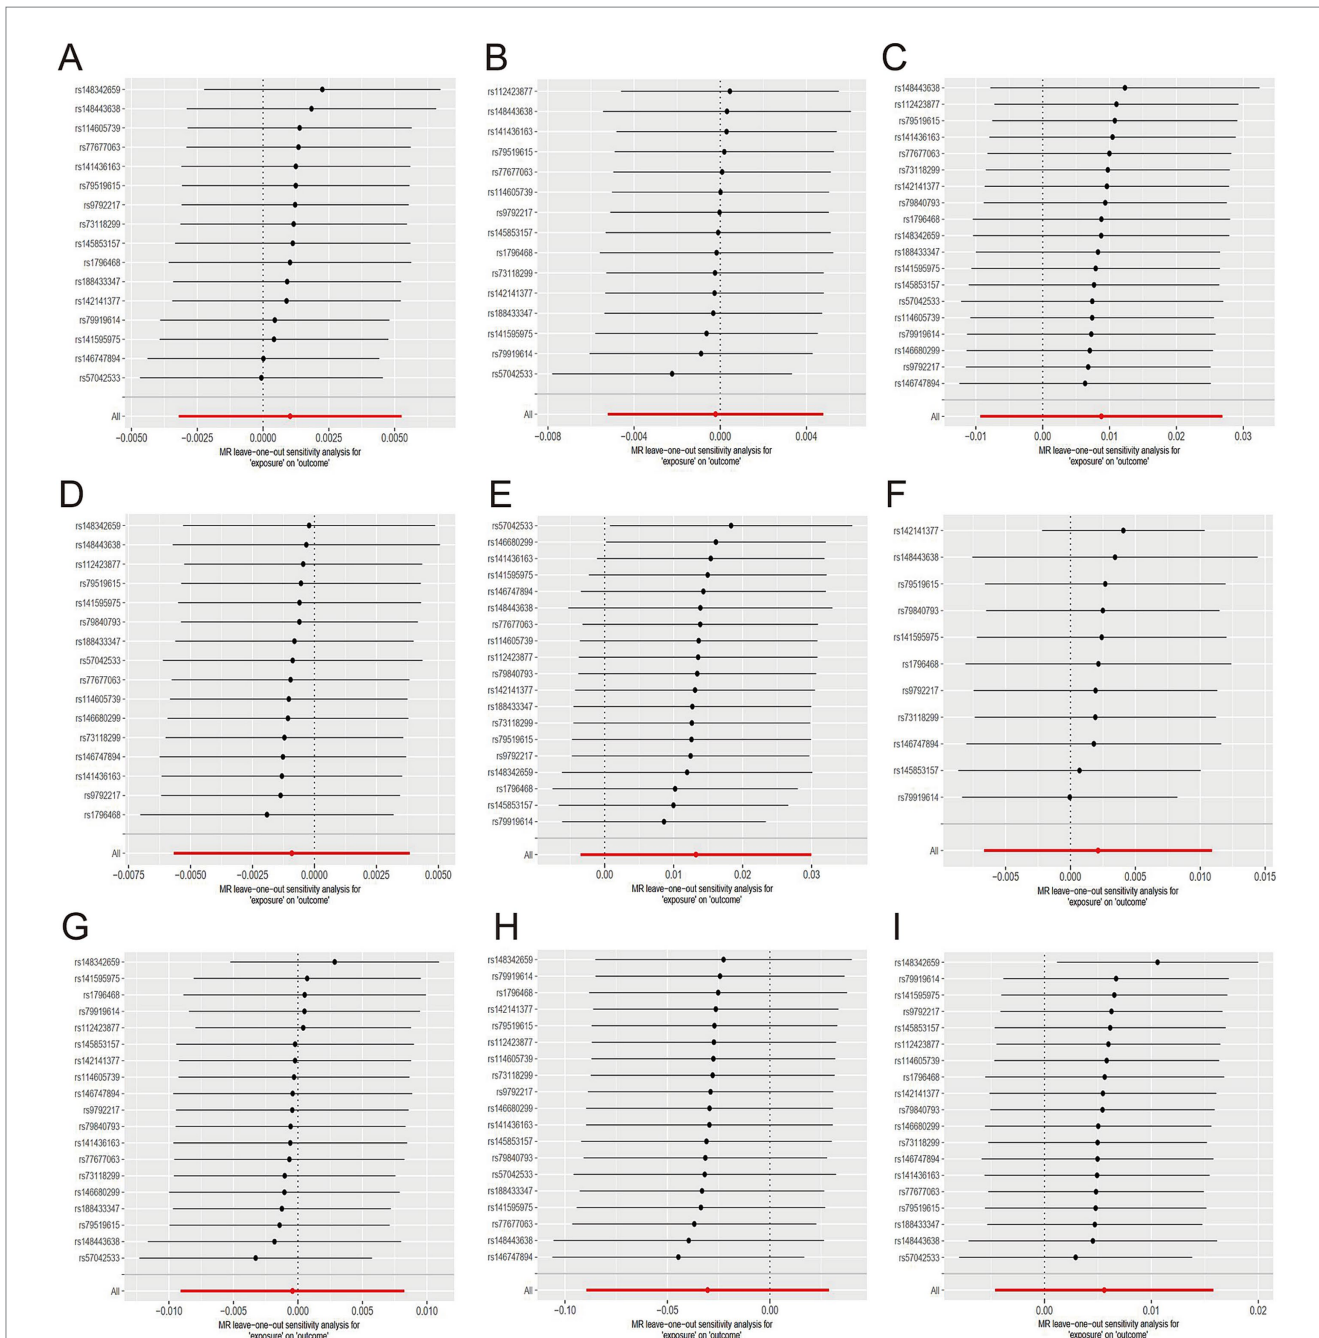 A
rs148342659
rs148443638
rs114605739
rs77677063
rs141436163
rs79519615
rs9792217
rs73118299
rs145853157
rs1796468
rs188433347
rs142141377
rs79919614
rs141595975
rs146747894
rs57042533
All
−0.0050 −0.0025 0.0000 0.0025 0.0050
MR leave−one−out sensitivity analysis for
'exposure' on 'outcome'
B
rs112423877
rs148443638
rs141436163
rs79519615
rs77677063
rs114605739
rs9792217
rs145853157
rs1796468
rs73118299
rs142141377
rs188433347
rs141595975
rs79919614
rs57042533
All
−0.008 −0.004 0.000 0.004
MR leave−one−out sensitivity analysis for
'exposure' on 'outcome'
C
rs148443638
rs112423877
rs79519615
rs141436163
rs77677063
rs73118299
rs142141377
rs79840793
rs1796468
rs148342659
rs188433347
rs141595975
rs145853157
rs57042533
rs114605739
rs79919614
rs146680299
rs9792217
rs146747894
All
−0.01 0.00 0.01 0.02 0.03
MR leave−one−out sensitivity analysis for
'exposure' on 'outcome'
D
rs148342659
rs148443638
rs112423877
rs79519615
rs141595975
rs79840793
rs188433347
rs57042533
rs77677063
rs114605739
rs146680299
rs73118299
rs146747894
rs141436163
rs9792217
rs1796468
All
−0.0075 −0.0050 −0.0025 0.0000 0.0025 0.0050
MR leave−one−out sensitivity analysis for
'exposure' on 'outcome'
E
rs57042533
rs146680299
rs141436163
rs141595975
rs146747894
rs148443638
rs77677063
rs114605739
rs112423877
rs79840793
rs142141377
rs188433347
rs73118299
rs79519615
rs9792217
rs148342659
rs1796468
rs145853157
rs79919614
All
0.00 0.01 0.02 0.03
MR leave−one−out sensitivity analysis for
'exposure' on 'outcome'
F
rs142141377
rs148443638
rs79519615
rs79840793
rs141595975
rs1796468
rs9792217
rs73118299
rs146747894
rs145853157
rs79919614
All
−0.005 0.000 0.005 0.010 0.015
MR leave−one−out sensitivity analysis for
'exposure' on 'outcome'
G
rs148342659
rs141595975
rs1796468
rs79919614
rs112423877
rs145853157
rs142141377
rs114605739
rs146747894
rs9792217
rs79840793
rs141436163
rs77677063
rs73118299
rs146680299
rs188433347
rs79519615
rs148443638
rs57042533
All
−0.010 −0.005 0.000 0.005 0.010
MR leave−one−out sensitivity analysis for
'exposure' on 'outcome'
H
rs148342659
rs79919614
rs1796468
rs142141377
rs79519615
rs112423877
rs114605739
rs73118299
rs9792217
rs146680299
rs141436163
rs145853157
rs79840793
rs57042533
rs188433347
rs141595975
rs77677063
rs148443638
rs146747894
All
−0.10 −0.05 0.00
MR leave−one−out sensitivity analysis for
'exposure' on 'outcome'
I
rs148342659
rs79919614
rs141595975
rs9792217
rs145853157
rs112423877
rs114605739
rs1796468
rs142141377
rs79840793
rs146680299
rs73118299
rs146747894
rs141436163
rs77677063
rs79519615
rs188433347
rs148443638
rs57042533
All
0.00 0.01 0.02
MR leave−one−out sensitivity analysis for
'exposure' on 'outcome'